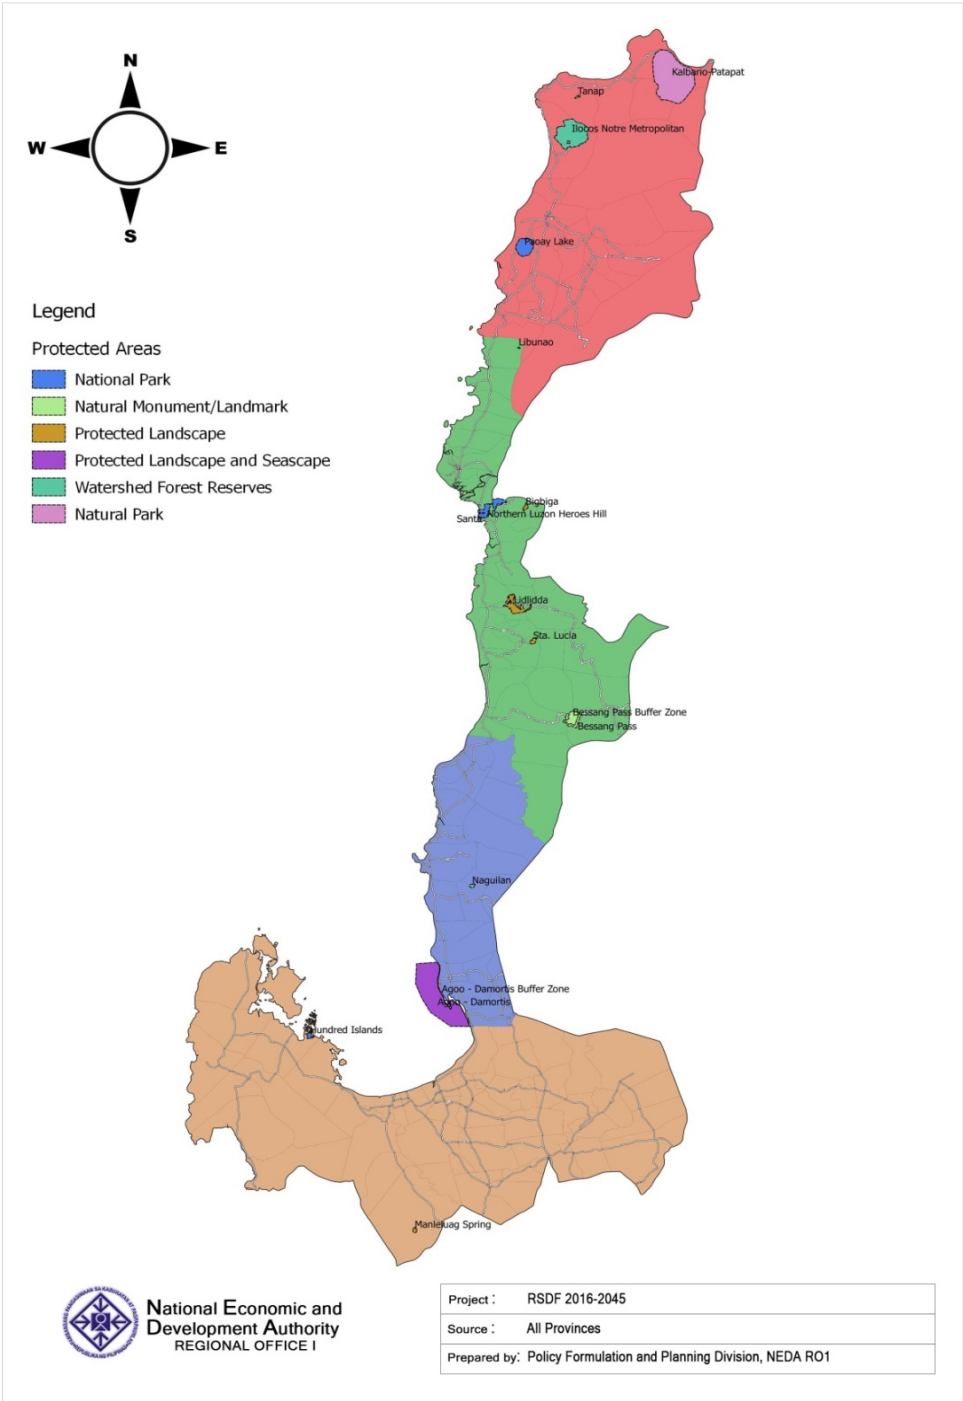 N
W
E
S
Kalbario-Patapat
Tanap
Ilocos Notre Metropolitan
Paoay Lake
Libunao
Legend
Protected Areas
National Park
Natural Monument/Landmark
Protected Landscape
Protected Landscape and Seascape
Watershed Forest Reserves
Natural Park
Bigbiga
Northern Luzon Heroes Hill
Santa
Lidlidda
Sta. Lucia
Bessang Pass Buffer Zone
Bessang Pass
Naguilan
Agoo - Damortis Buffer Zone
Agoo - Damortis
Hundred Islands
Manleluag Spring
National Economic and
Development Authority
REGIONAL OFFICE I
Project : RSDF 2016-2045
Source : All Provinces
Prepared by: Policy Formulation and Planning Division, NEDA RO1